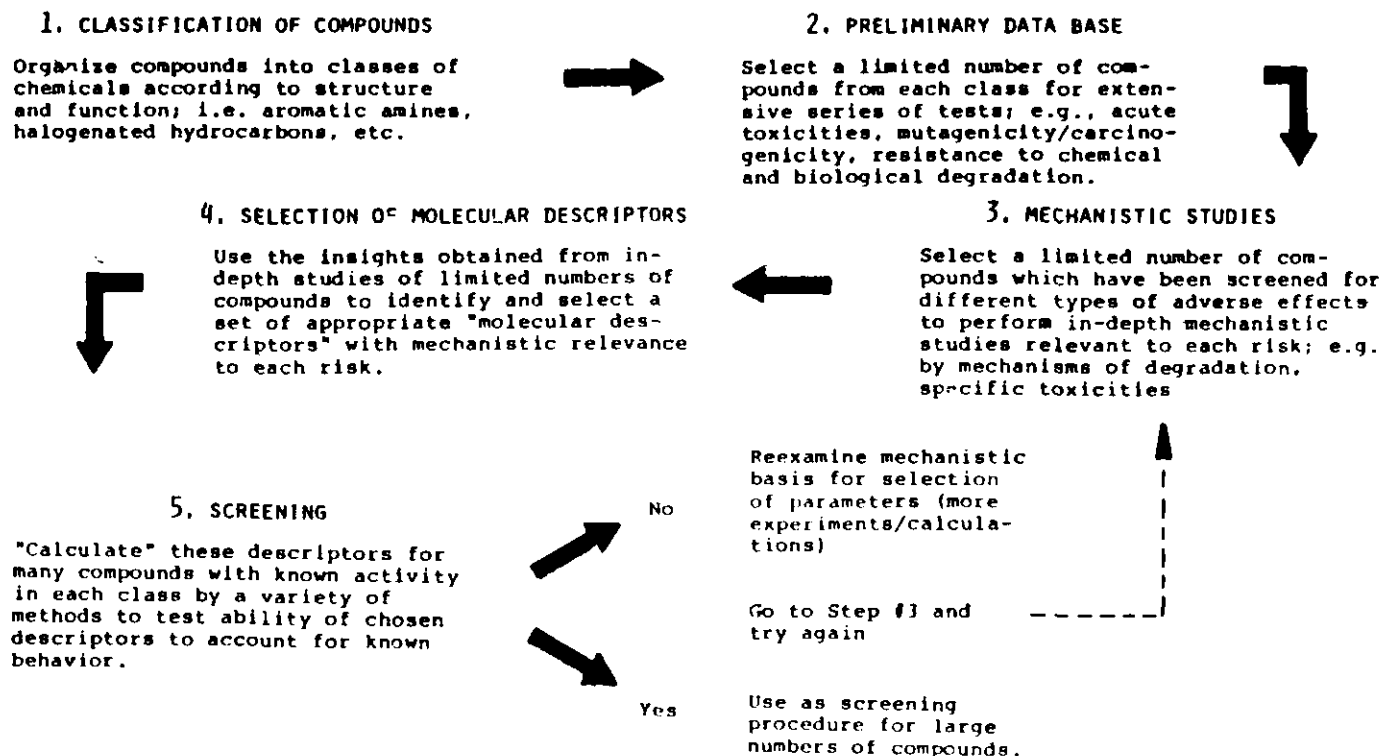 1. CLASSIFICATION OF COMPOUNDS
Organize compounds into classes of
chemicals according to structure
and function; i.e. aromatic amines,
halogenated hydrocarbons, etc.
2. PRELIMINARY DATA BASE
Select a limited number of com-
pounds from each class for exten-
sive series of tests; e.g., acute
toxicities, mutagenicity/carcino-
genicity, resistance to chemical
and biological degradation.
3. MECHANISTIC STUDIES
Select a limited number of com-
pounds which have been screened for
different types of adverse effects
to perform in-depth mechanistic
studies relevant to each risk; e.g.
by mechanisms of degradation,
specific toxicities
4. SELECTION OF MOLECULAR DESCRIPTORS
Use the insights obtained from in-
depth studies of limited numbers of
compounds to identify and select a
set of appropriate "molecular des-
criptors" with mechanistic relevance
to each risk.
5. SCREENING
"Calculate" these descriptors for
many compounds with known activity
in each class by a variety of
methods to test ability of chosen
descriptors to account for known
behavior.
No
Reexamine mechanistic
basis for selection
of parameters (more
experiments/calcula-
tions)
Go to Step #3 and
try again
Yes
Use as screening
procedure for large
numbers of compounds.